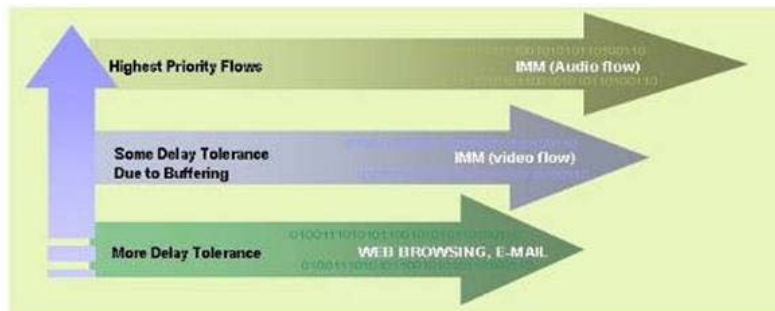 Highest Priority Flows
IMM (Audio flow)
Some Delay Tolerance
Due to Buffering
IMM (video flow)
More Delay Tolerance
WEB BROWSING, E-MAIL